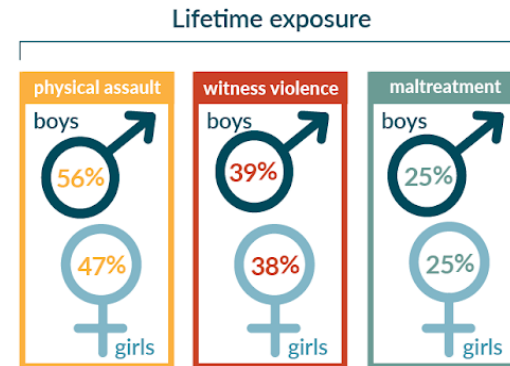 Lifetime exposure
physical assault
boys
56%
47%
girls
witness violence
boys
39%
38%
girls
maltreatment
boys
25%
25%
girls